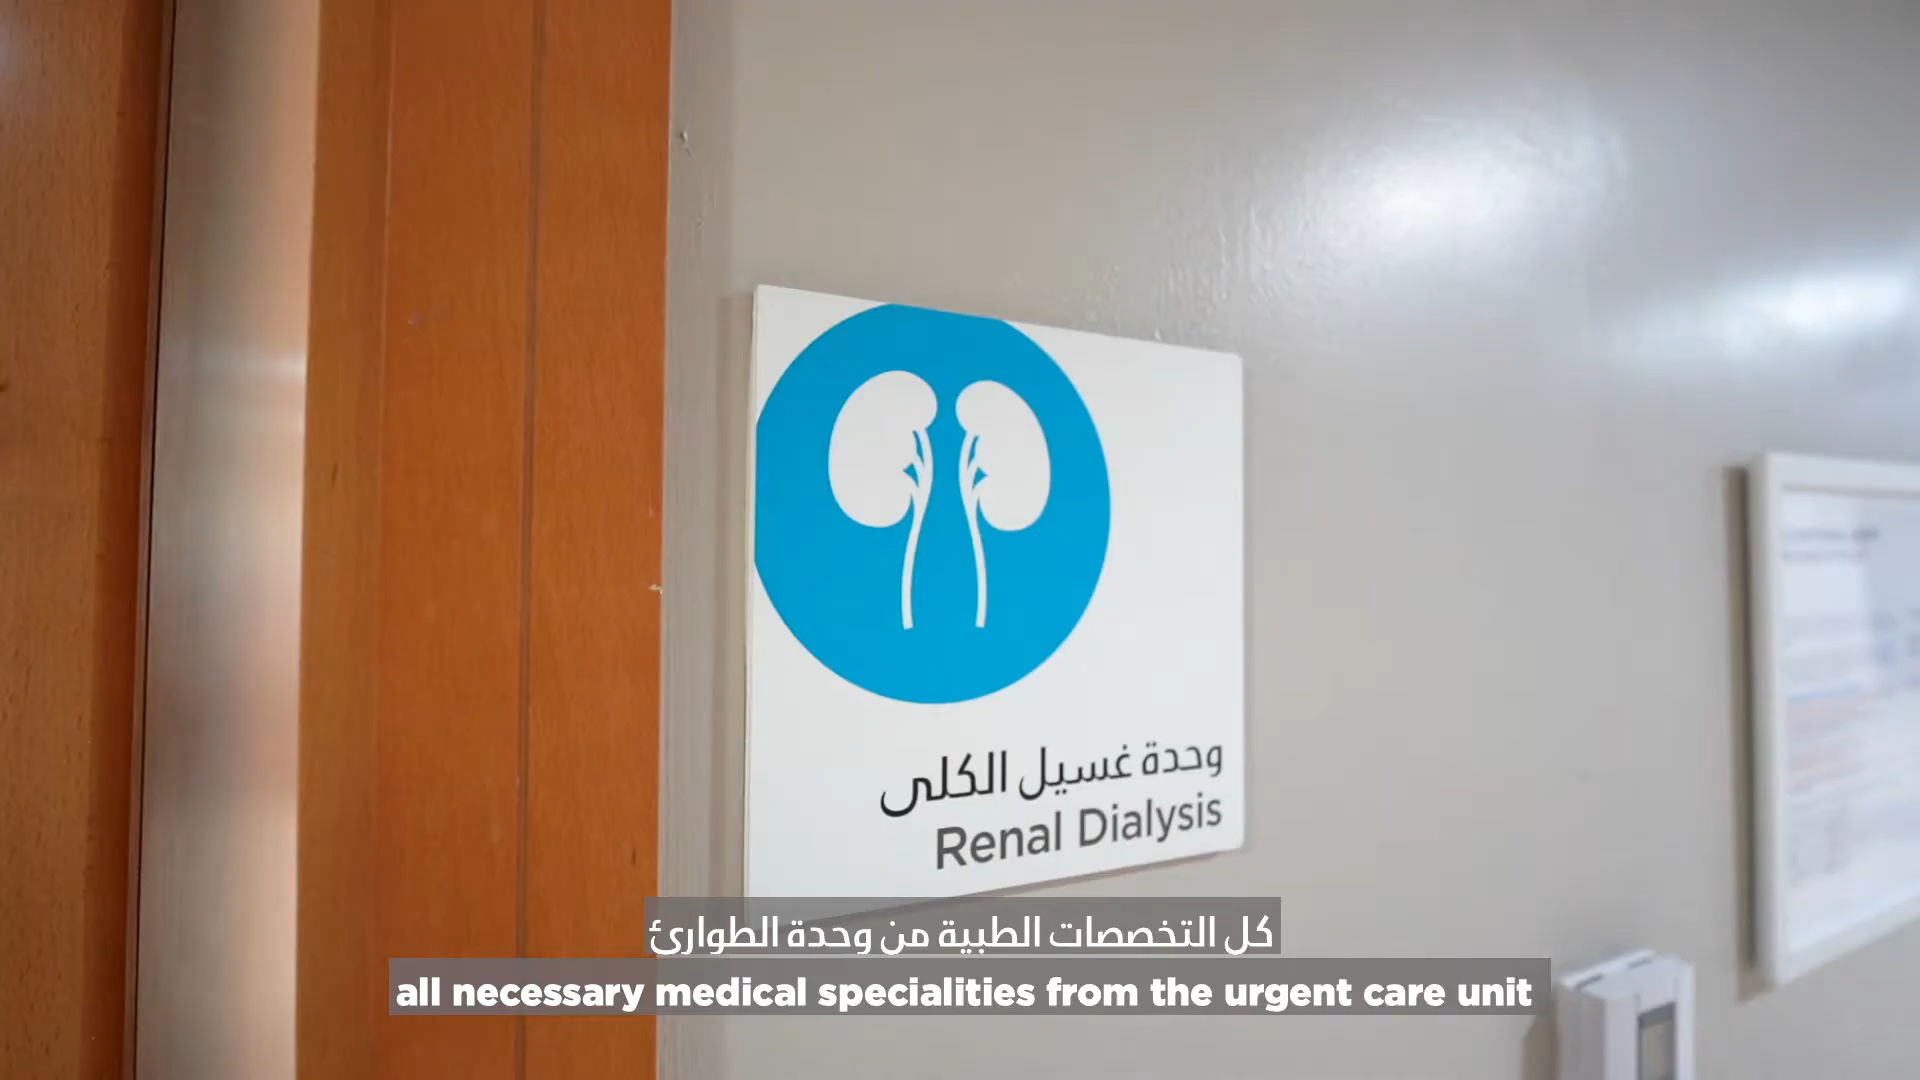 وحدة غسيل الكلى
Renal Dialysis
كل التخصصات الطبية من وحدة الطوارئ
all necessary medical specialities from the urgent care unit